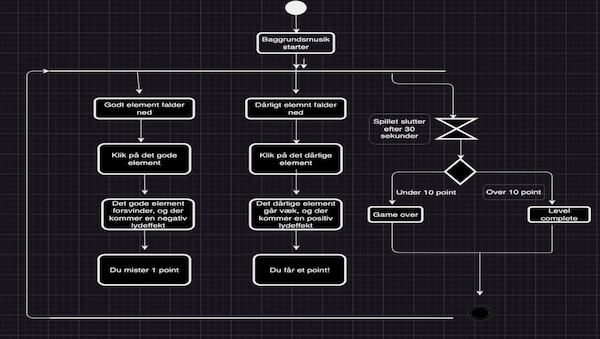 Baggrundsmusik
starter
Godt element falder
ned
Dårligt elemnt falder
ned
Spillet slutter
efter 30
sekunder
Klik på det gode
element
Klik på det dårlige
element
Under 10 point
Over 10 point
Det gode element
forsvinder, og der
kommer en negativ
lydeffekt
Det dårlige element
går væk, og der
kommer en positiv
lydeffekt
Game over
Level
complete
Du mister 1 point
Du får et point!